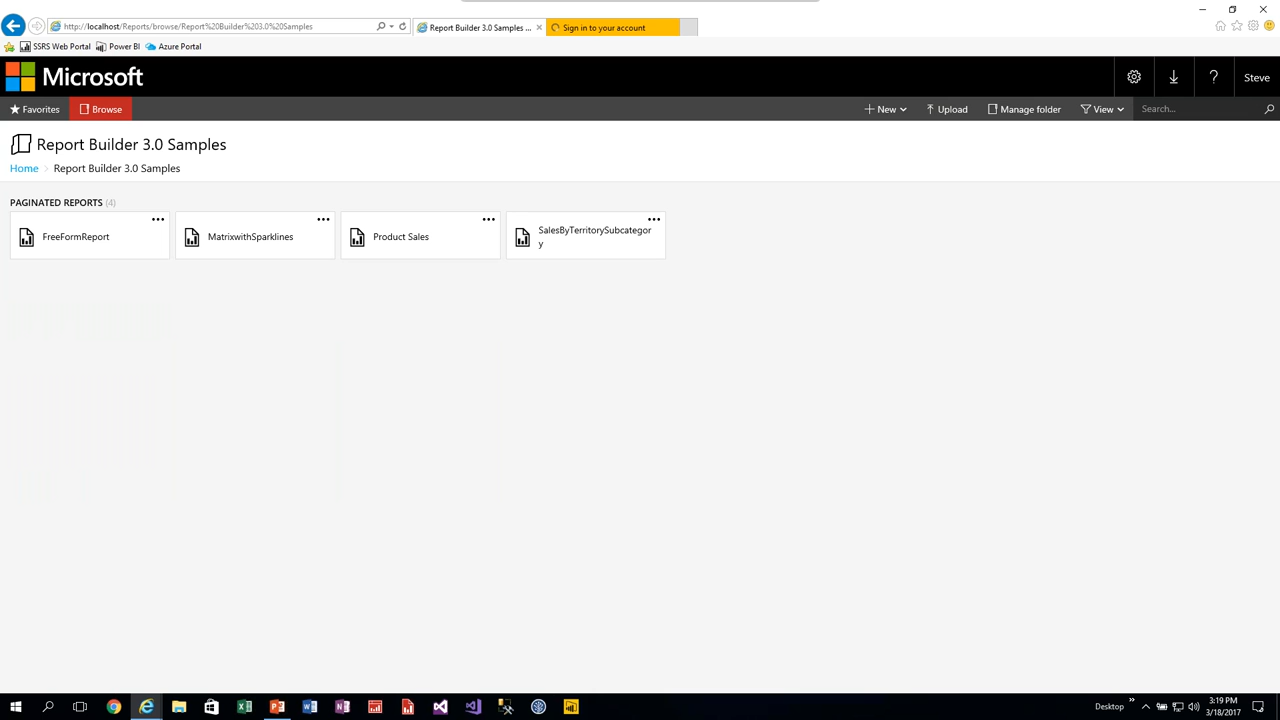 http://localhost/Reports/browse/Report%20Builder%203.0%20Samples
Report Builder 3.0 Samples ...
Sign in to your account
SSRS Web Portal
Power BI
Azure Portal
Microsoft
?
Steve
Favorites
Browse
New
Upload
Manage folder
View
Search...
Report Builder 3.0 Samples
Home > Report Builder 3.0 Samples
PAGINATED REPORTS (4)
FreeFormReport
MatrixwithSparklines
Product Sales
SalesByTerritorySubcategor
y
Desktop
3:19 PM
3/18/2017